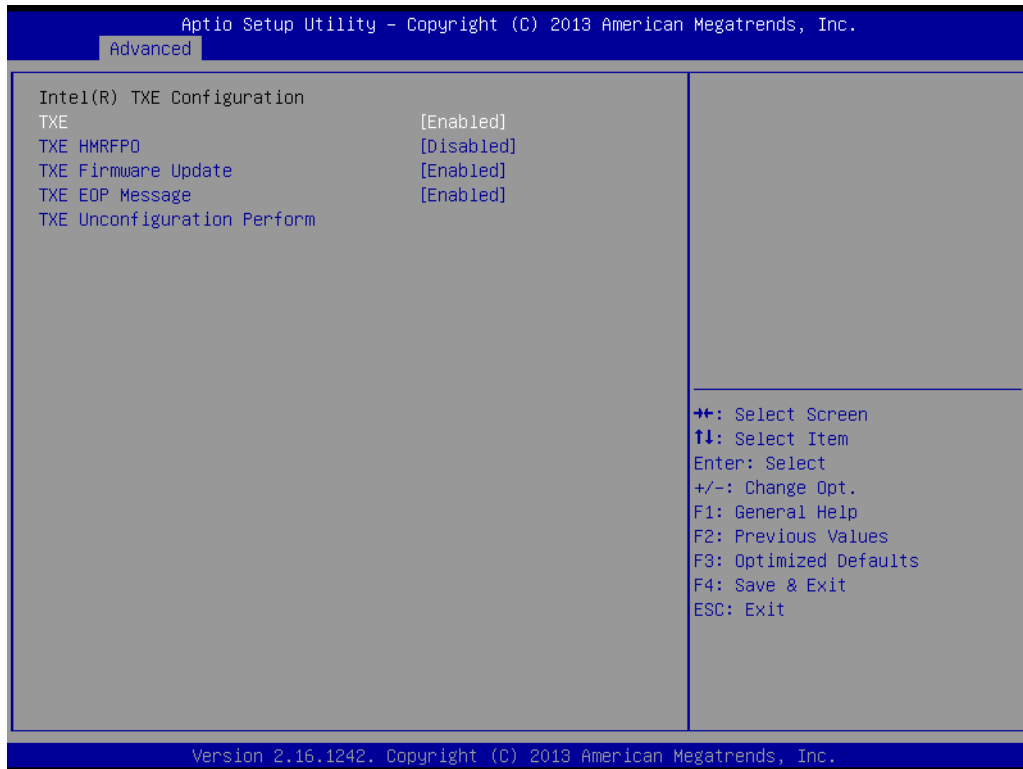 Aptio Setup Utility – Copyright (C) 2013 American Megatrends, Inc.
Advanced
Intel(R) TXE Configuration
TXE [Enabled]
TXE HMRFPO [Disabled]
TXE Firmware Update [Enabled]
TXE EOP Message [Enabled]
TXE Unconfiguration Perform
→←: Select Screen
↑↓: Select Item
Enter: Select
+/-: Change Opt.
F1: General Help
F2: Previous Values
F3: Optimized Defaults
F4: Save & Exit
ESC: Exit
Version 2.16.1242. Copyright (C) 2013 American Megatrends, Inc.